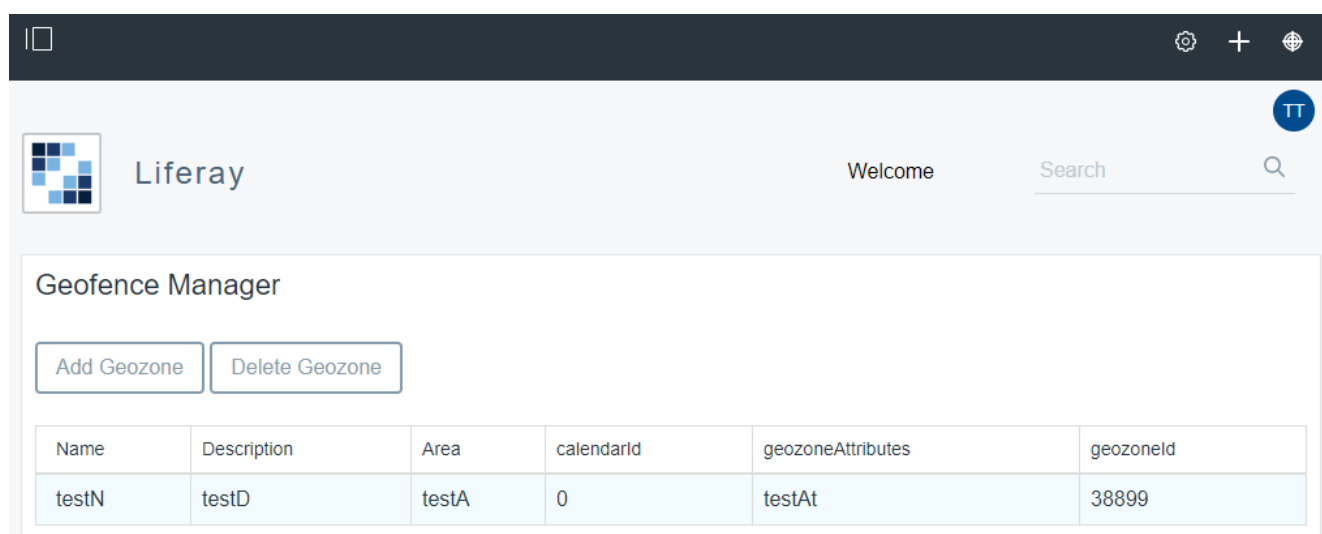 TT
Liferay Welcome Search
Geofence Manager
Add Geozone Delete Geozone
Name Description Area calendarId geozoneAttributes geozoneId
testN testD testA 0 testAt 38899